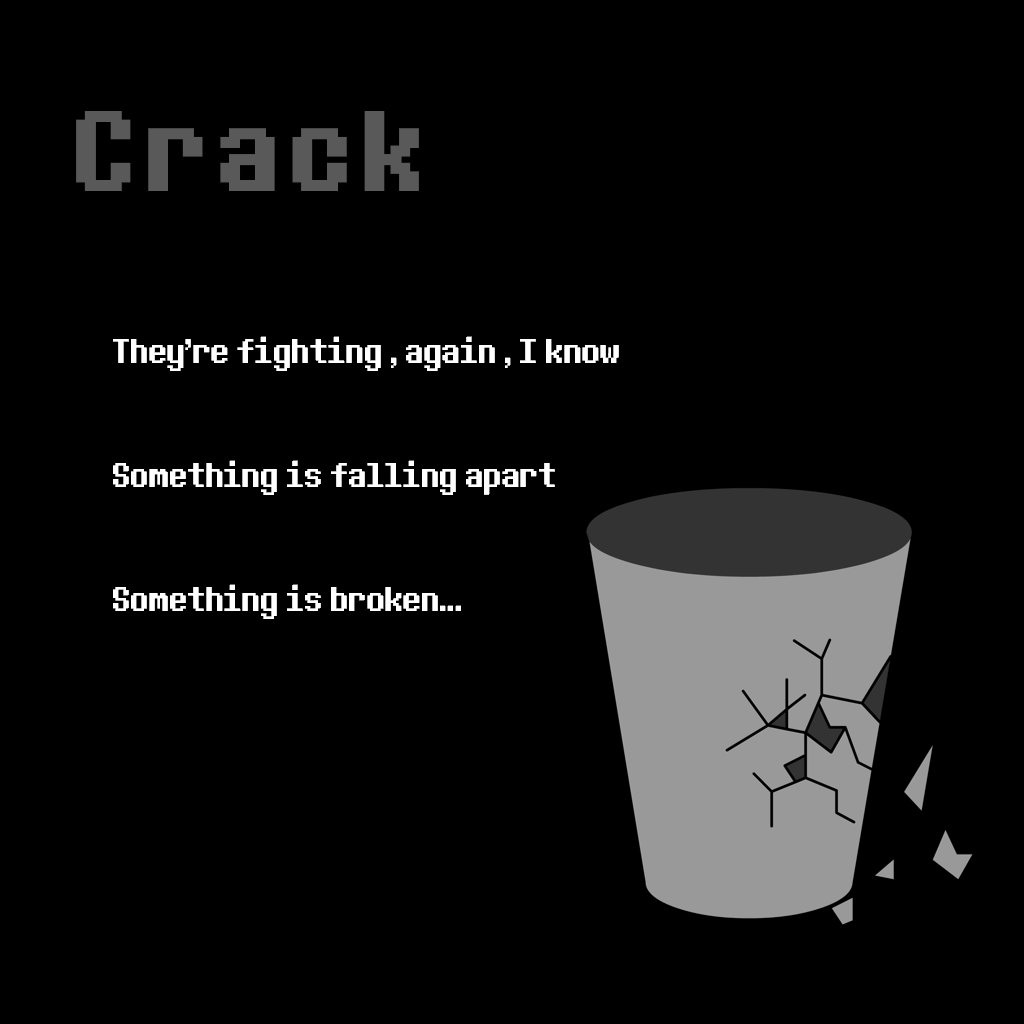 Crack
They're fighting , again , I know
Something is falling apart
Something is broken...